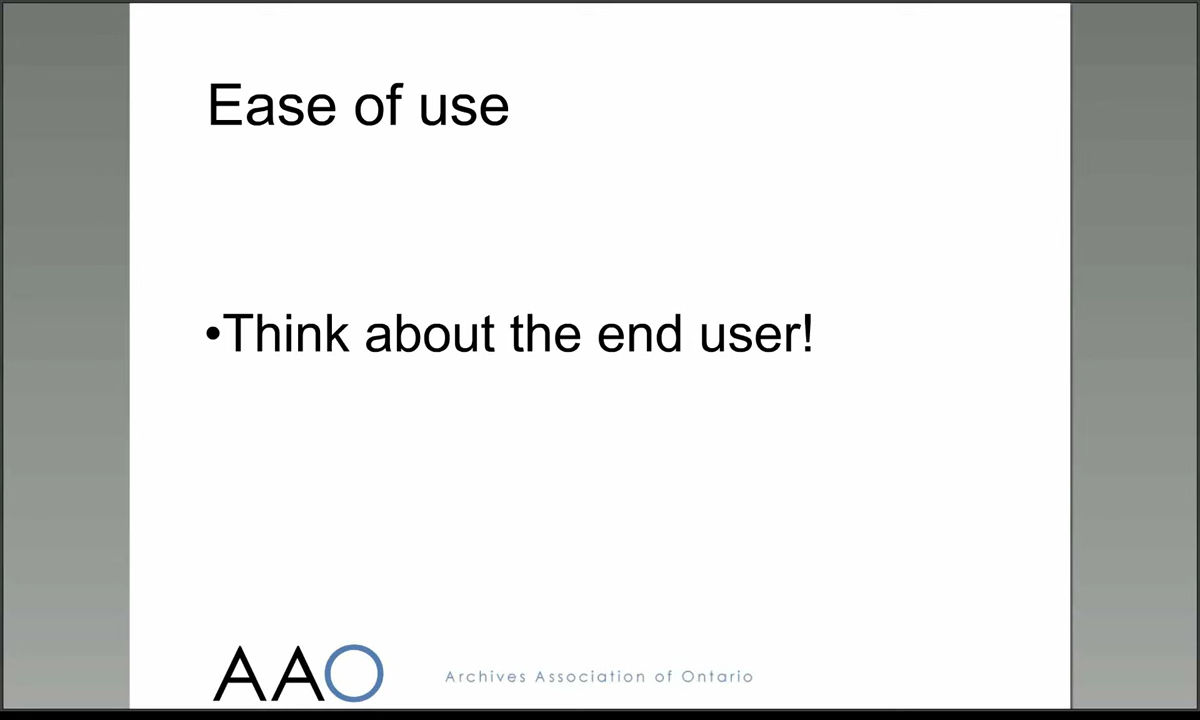 Ease of use
•Think about the end user!
AAO
Archives Association of Ontario